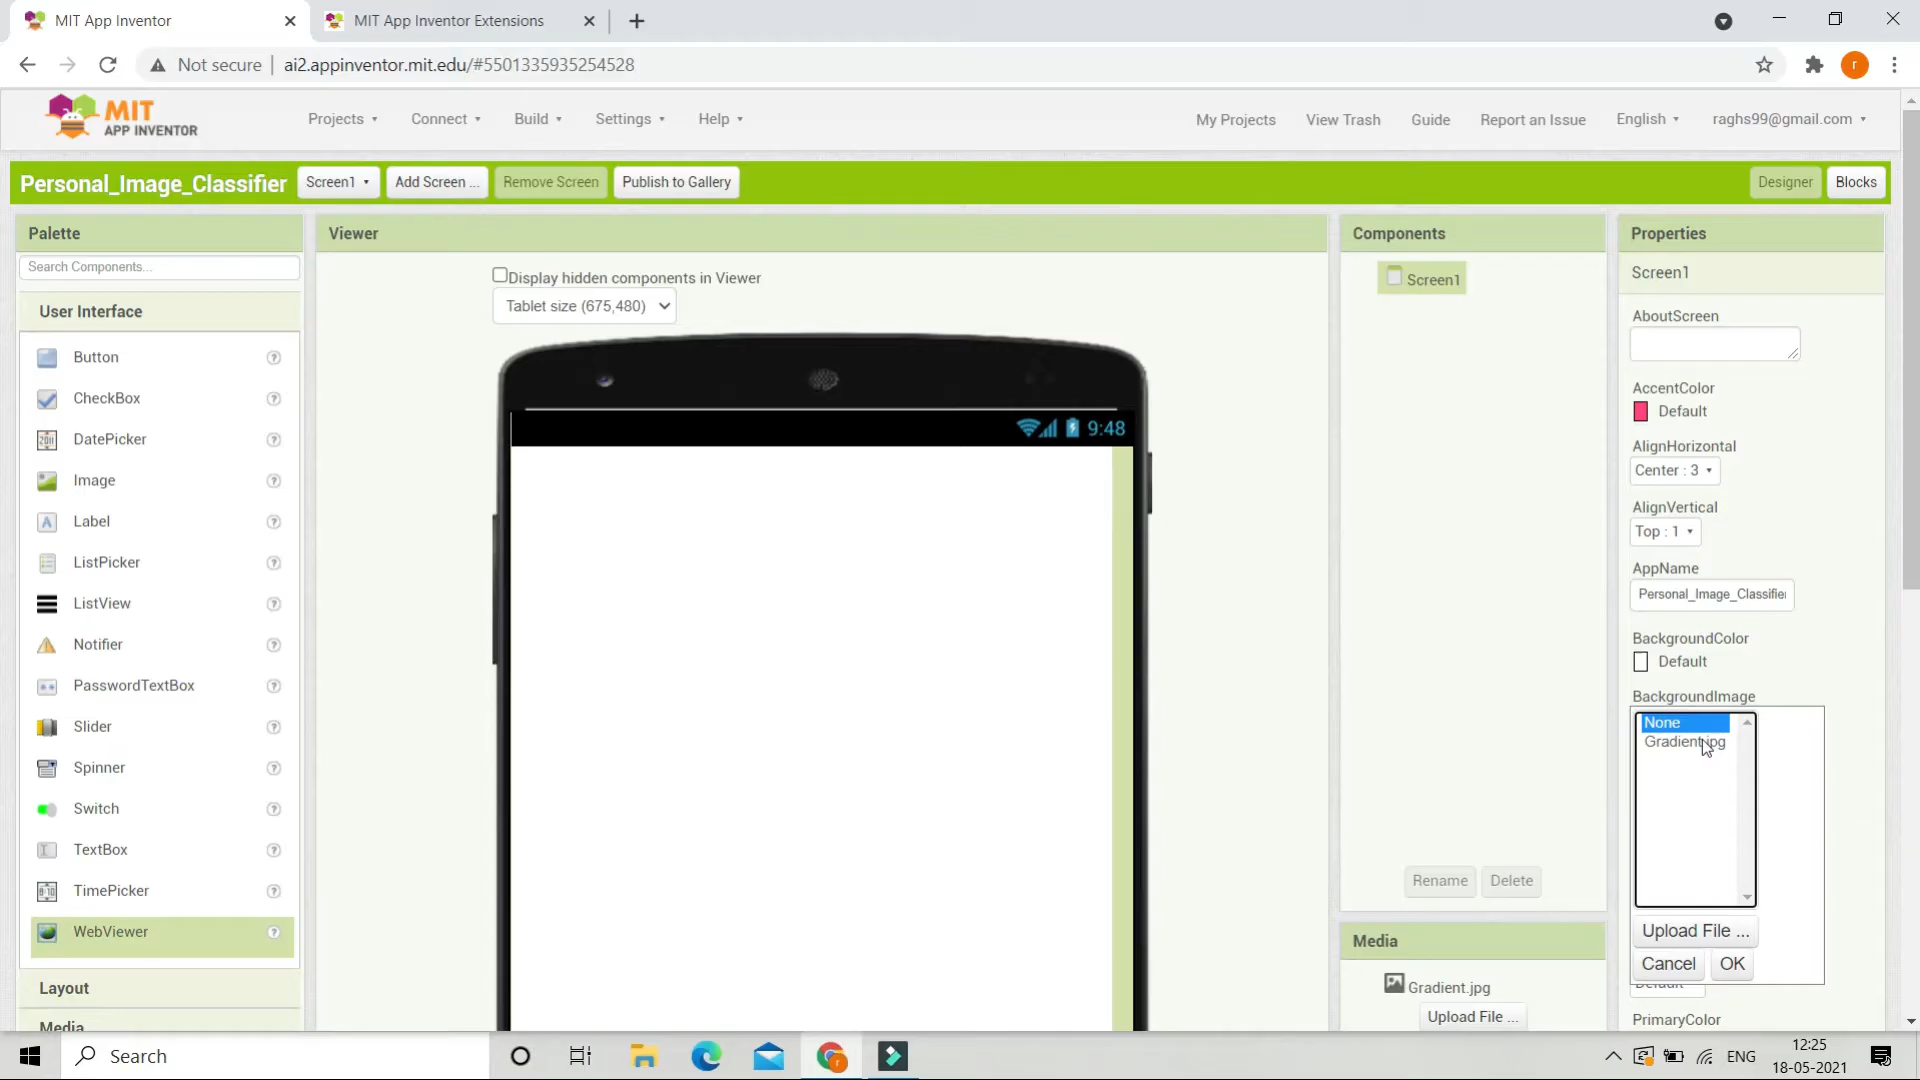 MIT App Inventor
MIT App Inventor Extensions
Not secure
ai2.appinventor.mit.edu/#5501335935254528
r
MIT
APP INVENTOR
Projects
Connect
Build
Settings
Help
My Projects
View Trash
Guide
Report an Issue
English
raghs99@gmail.com
Personal_Image_Classifier
Screen1
Add Screen ...
Remove Screen
Publish to Gallery
Designer
Blocks
Palette
Search Components...
User Interface
Button
CheckBox
DatePicker
Image
Label
ListPicker
ListView
Notifier
PasswordTextBox
Slider
Spinner
Switch
TextBox
TimePicker
WebViewer
Layout
Media
Viewer
Display hidden components in Viewer
Tablet size (675,480)
9:48
Components
Screen1
Rename
Delete
Media
Gradient.jpg
Upload File ...
Properties
Screen1
AboutScreen
AccentColor
Default
AlignHorizontal
Center : 3
AlignVertical
Top : 1
AppName
Personal_Image_Classifier
BackgroundColor
Default
BackgroundImage
None
Gradient.jpg
Upload File ...
Cancel
OK
Default
PrimaryColor
Search
ENG
12:25
18-05-2021